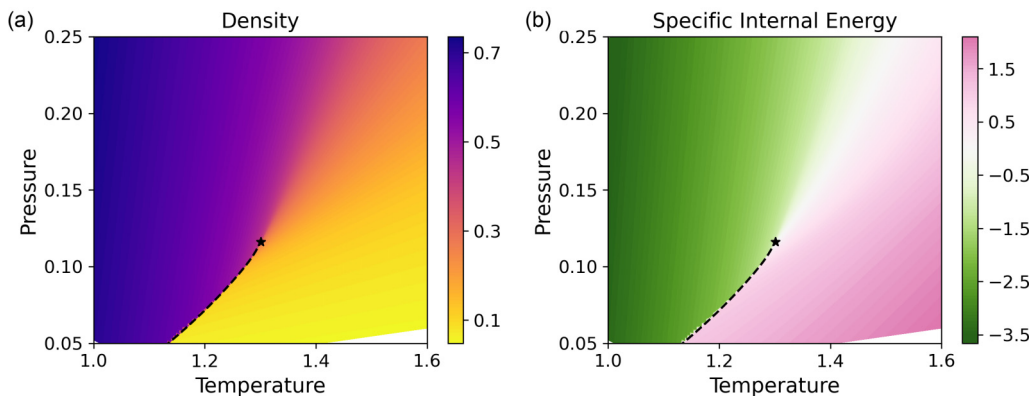 (a)
Density
0.25
0.20
0.15
0.10
0.05
Pressure
1.0 1.2 1.4 1.6
Temperature
0.7
0.5
0.3
0.1
(b)
Specific Internal Energy
0.25
0.20
0.15
0.10
0.05
Pressure
1.0 1.2 1.4 1.6
Temperature
1.5
0.5
−0.5
−1.5
−2.5
−3.5